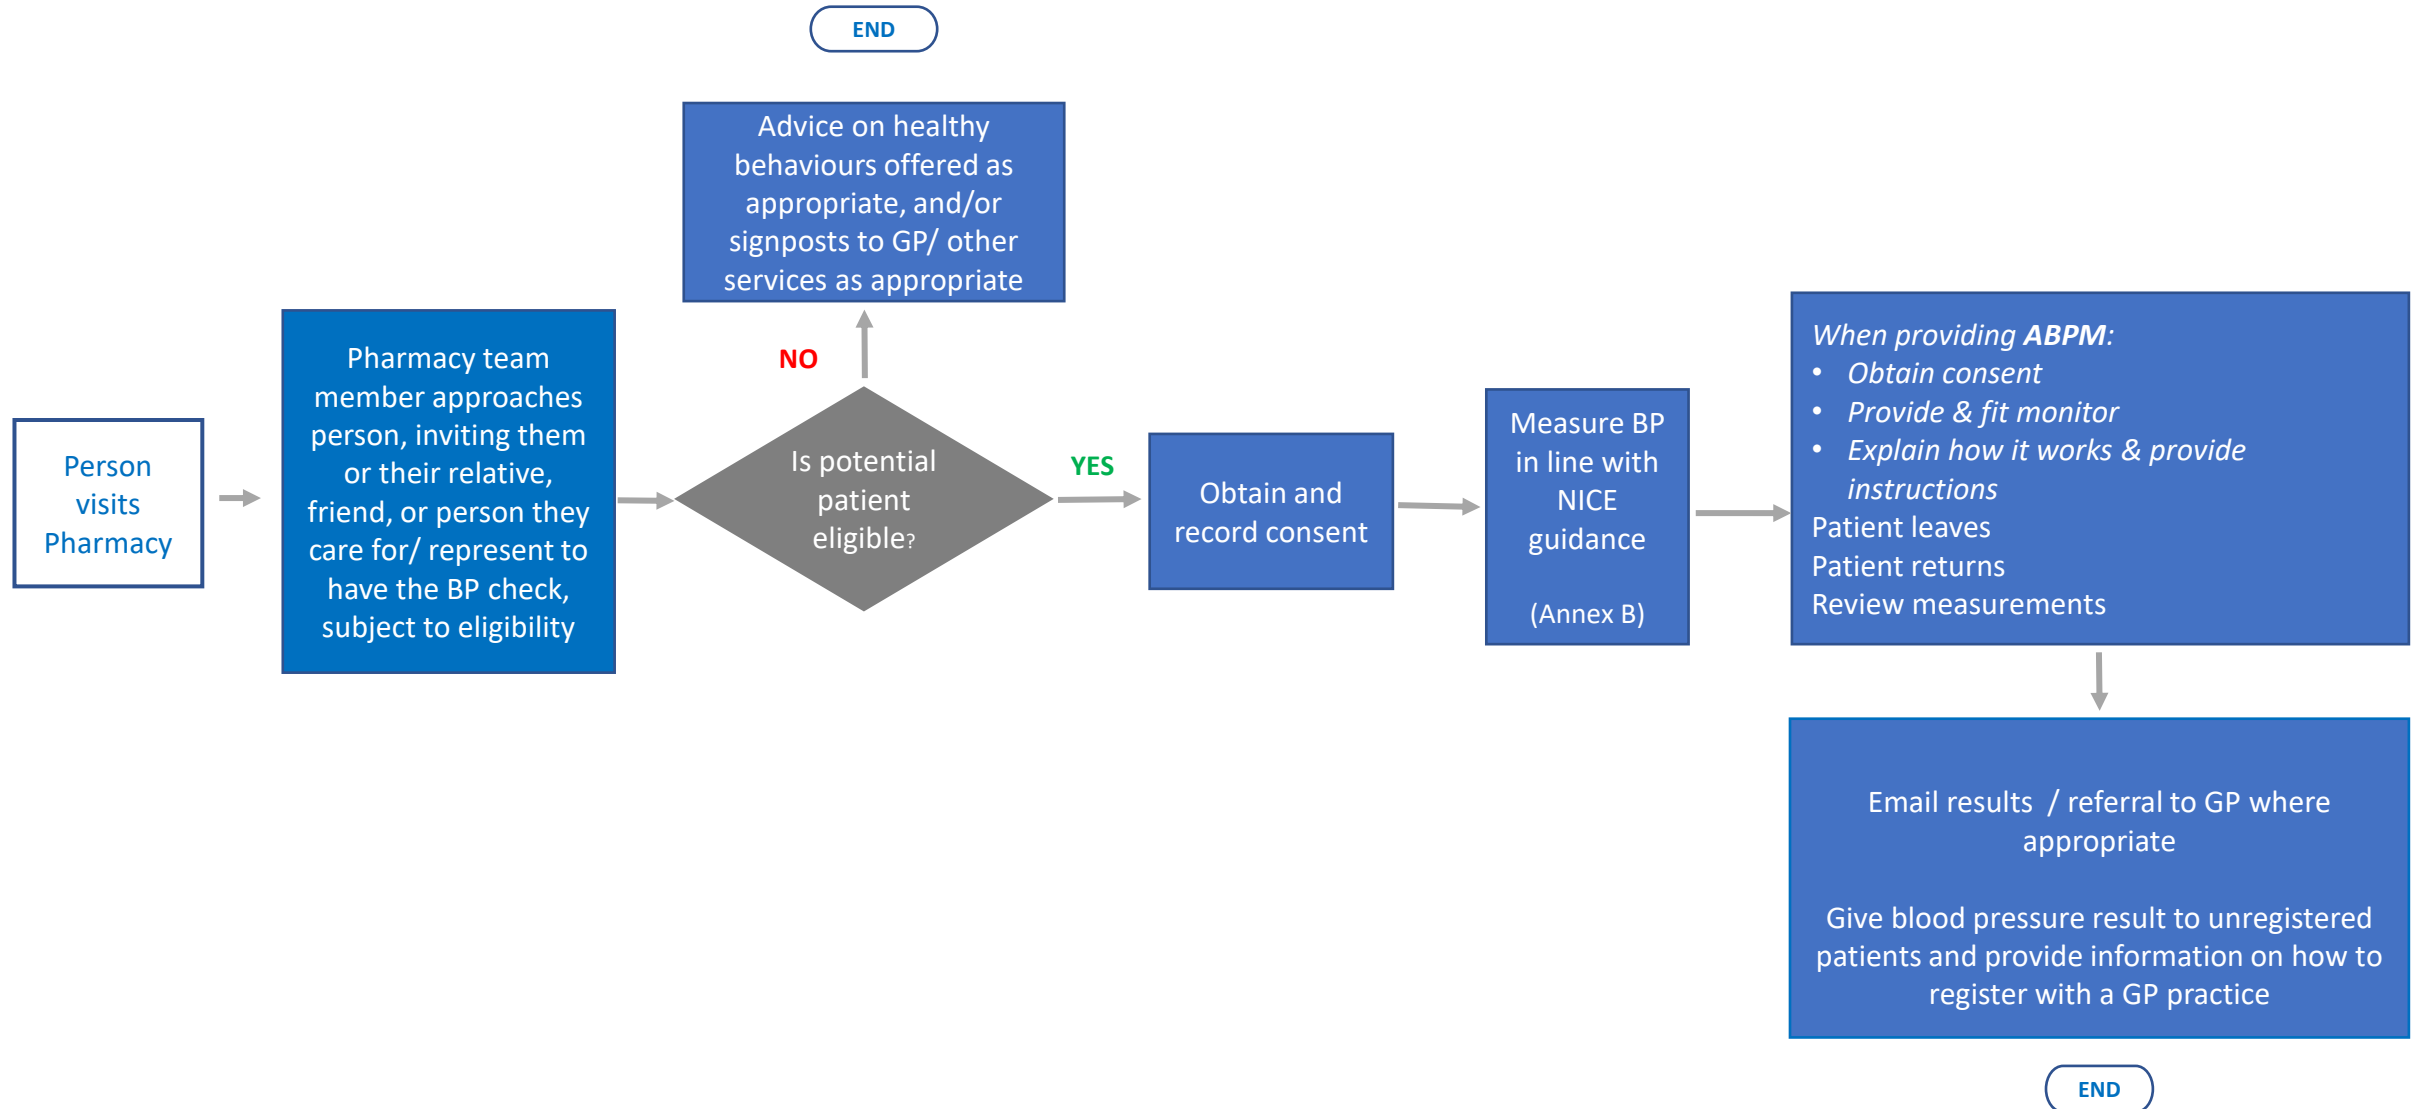 END
Advice on healthy
behaviours offered as
appropriate, and/or
signposts to GP/ other
services as appropriate
NO
Person
visits
Pharmacy
Pharmacy team
member approaches
person, inviting them
or their relative,
friend, or person they
care for/ represent to
have the BP check,
subject to eligibility
Is potential
patient
eligible?
YES
Obtain and
record consent
Measure BP
in line with
NICE
guidance
(Annex B)
When providing ABPM:
• Obtain consent
• Provide & fit monitor
• Explain how it works & provide
instructions
Patient leaves
Patient returns
Review measurements
Email results / referral to GP where
appropriate
Give blood pressure result to unregistered
patients and provide information on how to
register with a GP practice
END